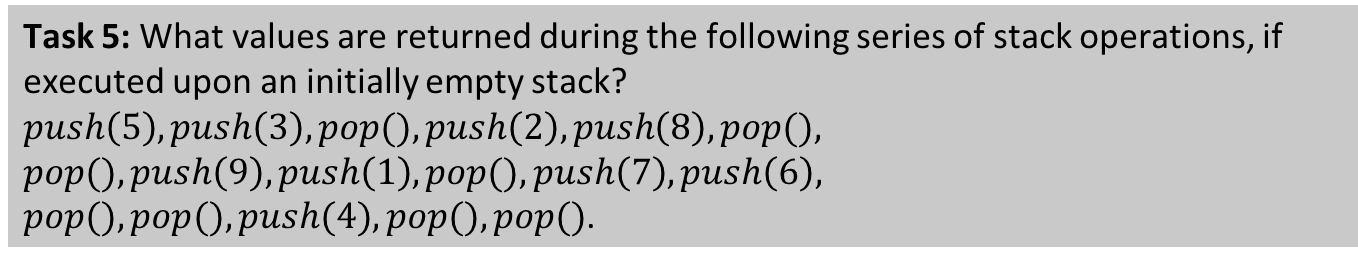 Task 5: What values are returned during the following series of stack operations, if
executed upon an initially empty stack?
push(5), push(3), pop(), push(2), push(8), pop(),
pop(), push(9), push(1), pop(), push(7), push(6),
pop(), pop(), push(4), pop(), pop().